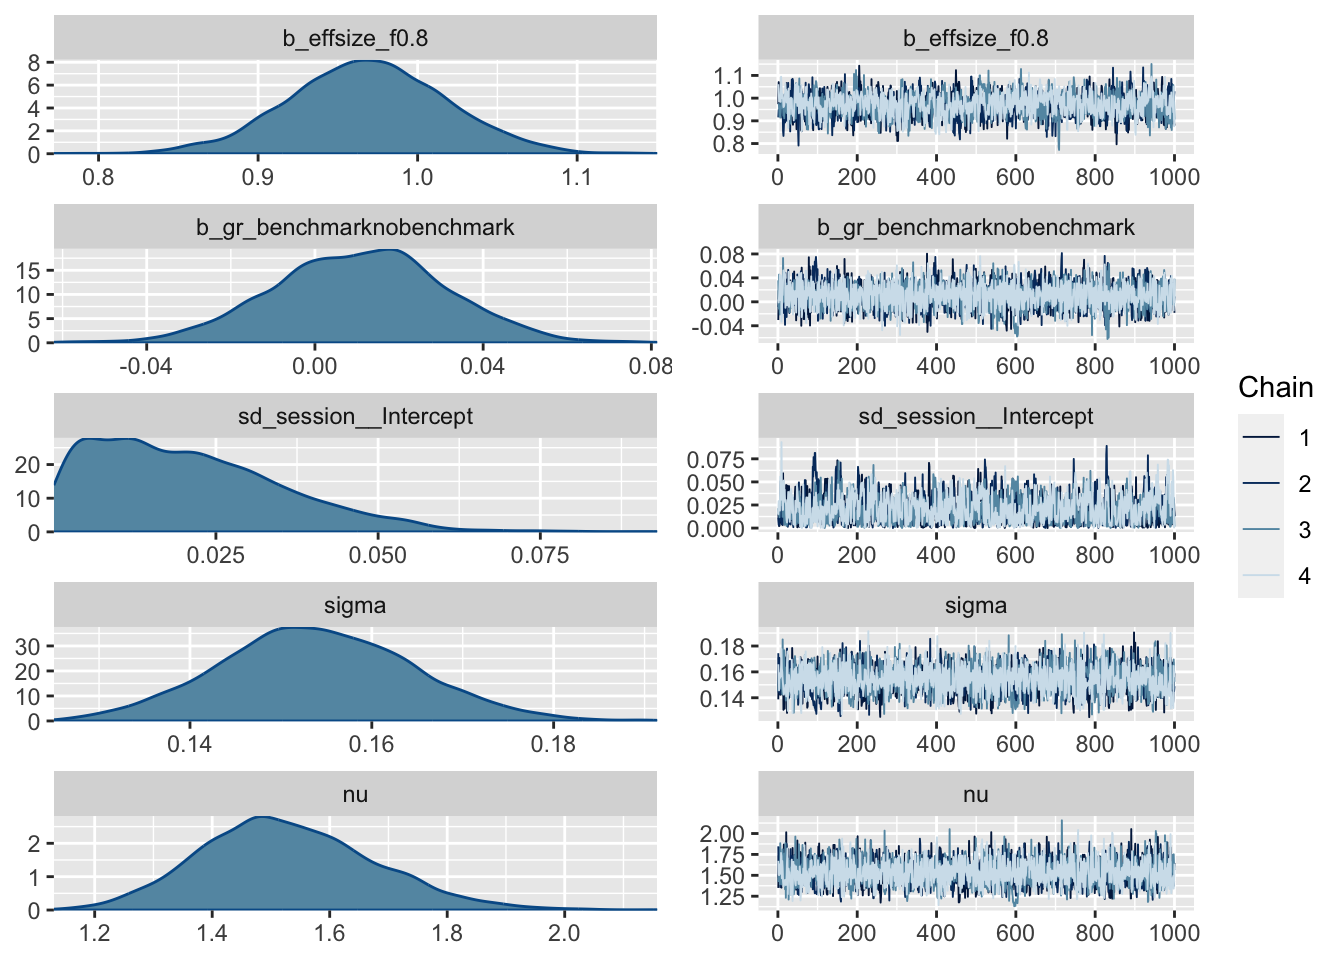 b_effsize_f0.8
b_effsize_f0.8
8
6
4
2
0
0.8 0.9 1.0 1.1
1.1
1.0
0.9
0.8
0 200 400 600 800 1000
b_gr_benchmarknobenchmark
b_gr_benchmarknobenchmark
15
10
5
0
-0.04 0.00 0.04 0.08
0.08
0.04
0.00
-0.04
0 200 400 600 800 1000
sd_session__Intercept
sd_session__Intercept
20
10
0
0.025 0.050 0.075
0.075
0.050
0.025
0.000
0 200 400 600 800 1000
sigma
sigma
30
20
10
0
0.14 0.16 0.18
0.18
0.16
0.14
0 200 400 600 800 1000
nu
nu
2
1
0
1.2 1.4 1.6 1.8 2.0
2.00
1.75
1.50
1.25
0 200 400 600 800 1000
Chain
1
2
3
4